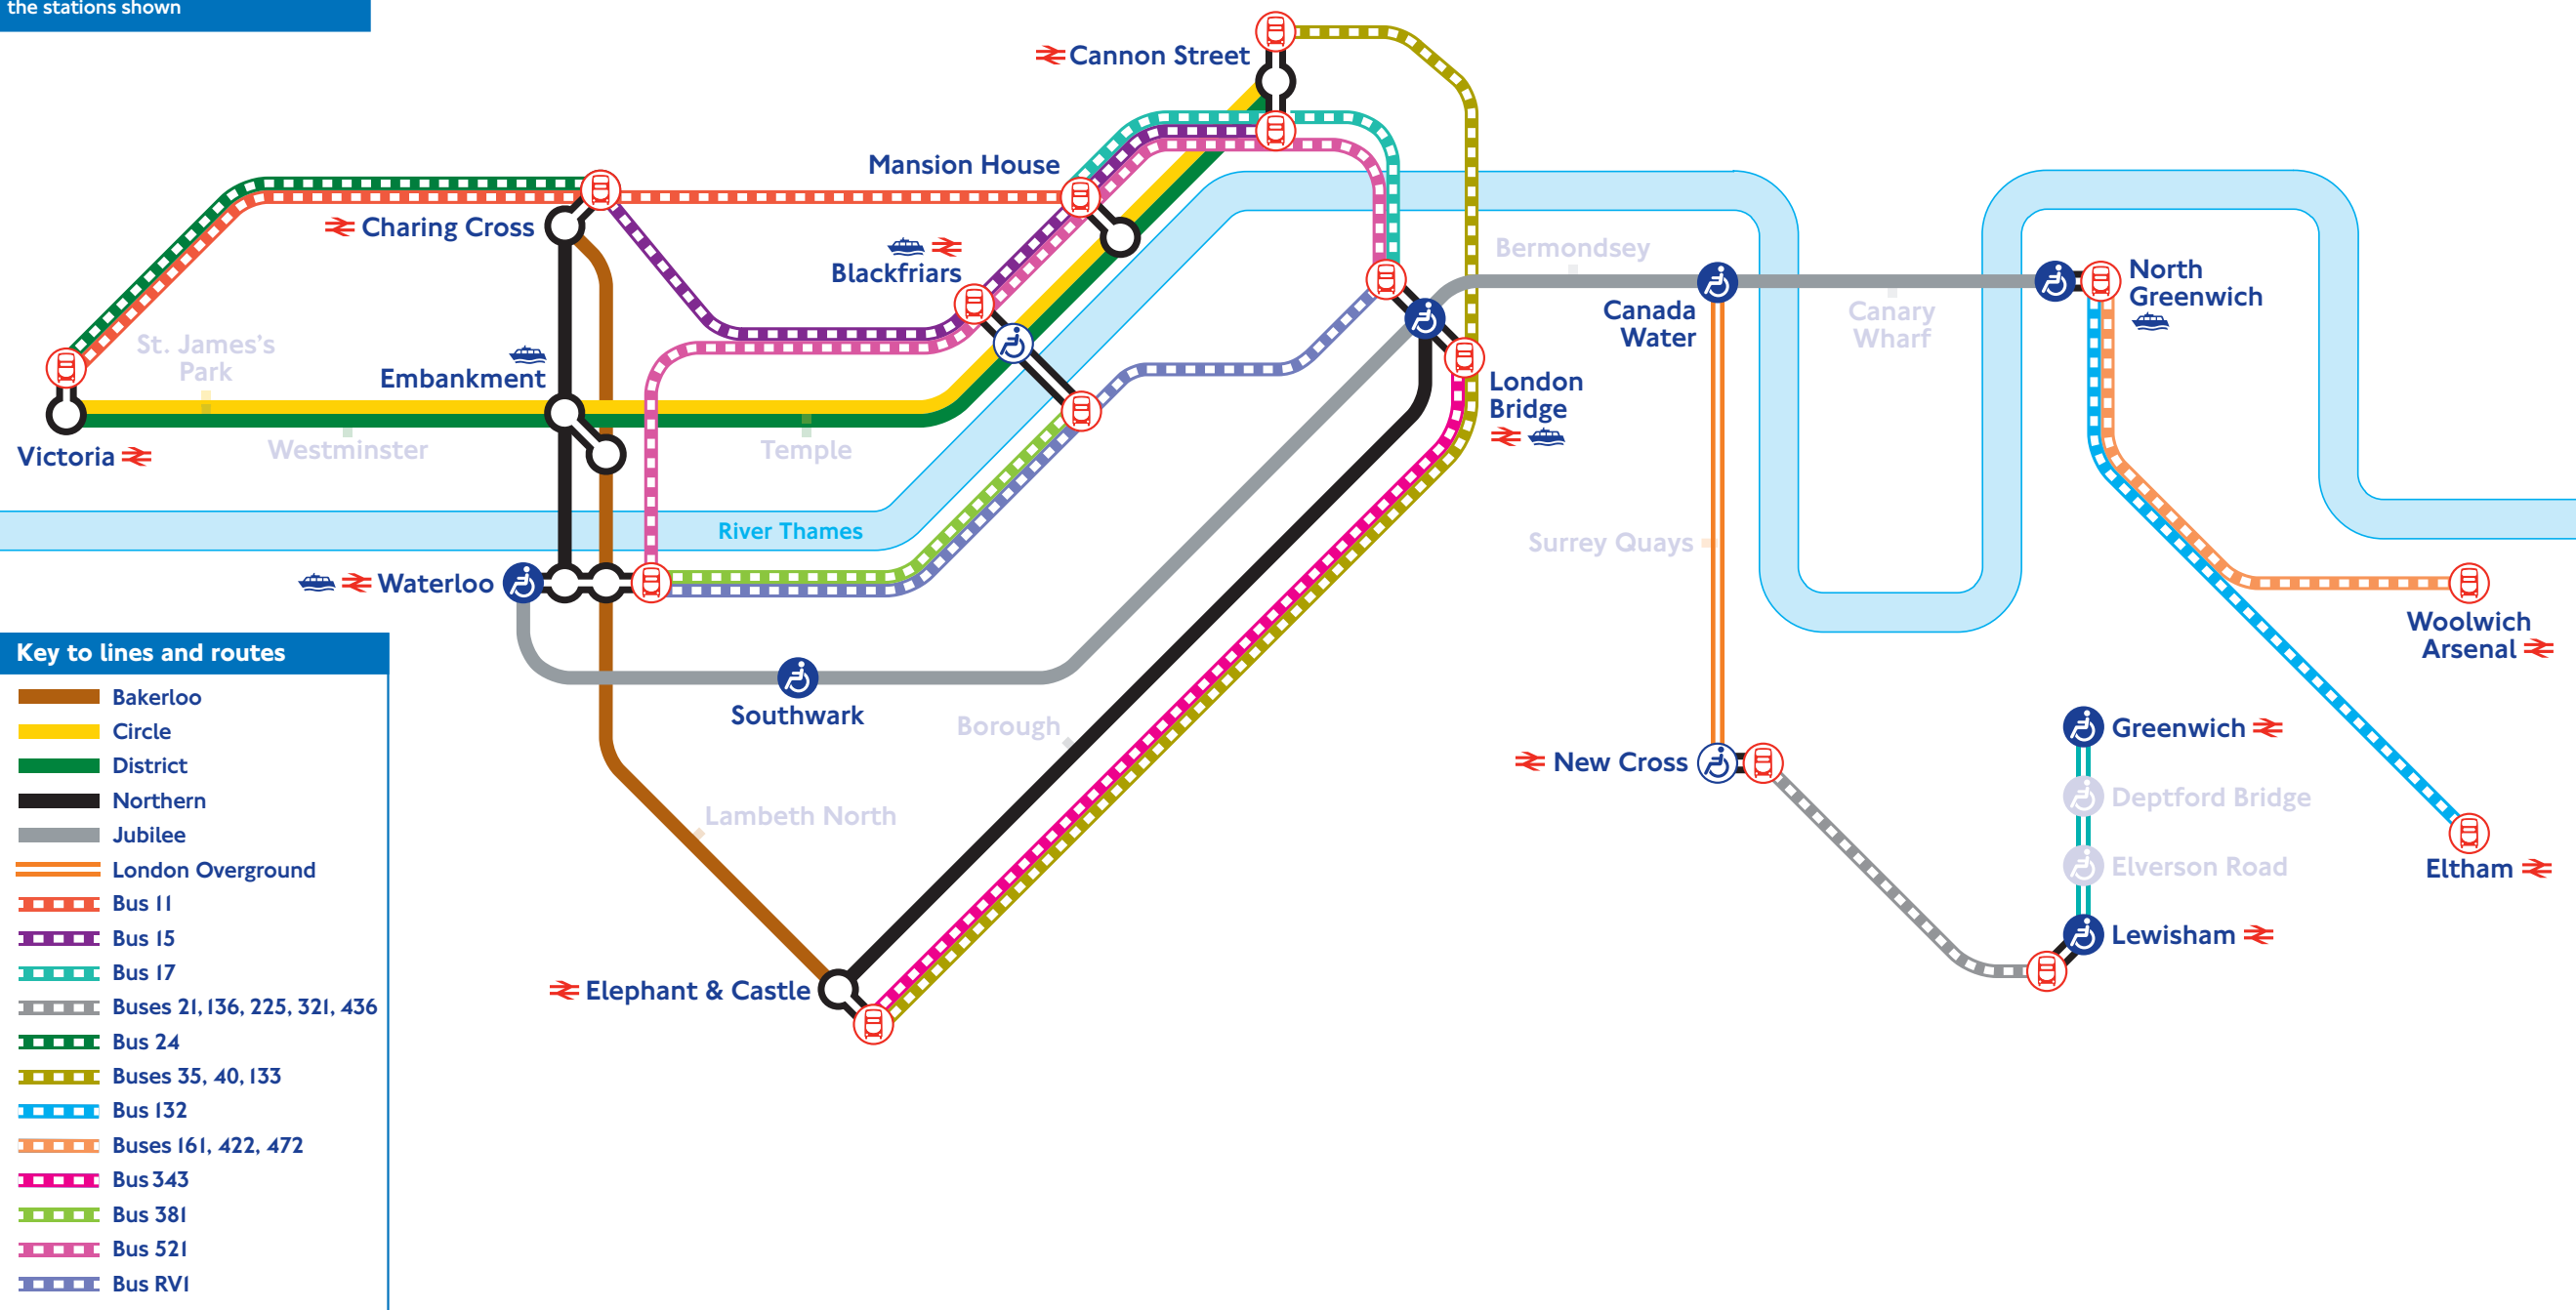 the stations shown
Cannon Street
Mansion House
Charing Cross
Blackfriars
Bermondsey
North
Greenwich
Canada
Water
Canary
Wharf
St. James's
Park
Embankment
London
Bridge
Victoria
Westminster
Temple
River Thames
Surrey Quays
Waterloo
Woolwich
Arsenal
Southwark
Borough
Greenwich
New Cross
Deptford Bridge
Lambeth North
Elverson Road
Eltham
Lewisham
Elephant & Castle
Key to lines and routes
Bakerloo
Circle
District
Northern
Jubilee
London Overground
Bus 11
Bus 15
Bus 17
Buses 21, 136, 225, 321, 436
Bus 24
Buses 35, 40, 133
Bus 132
Buses 161, 422, 472
Bus 343
Bus 381
Bus 521
Bus RV1